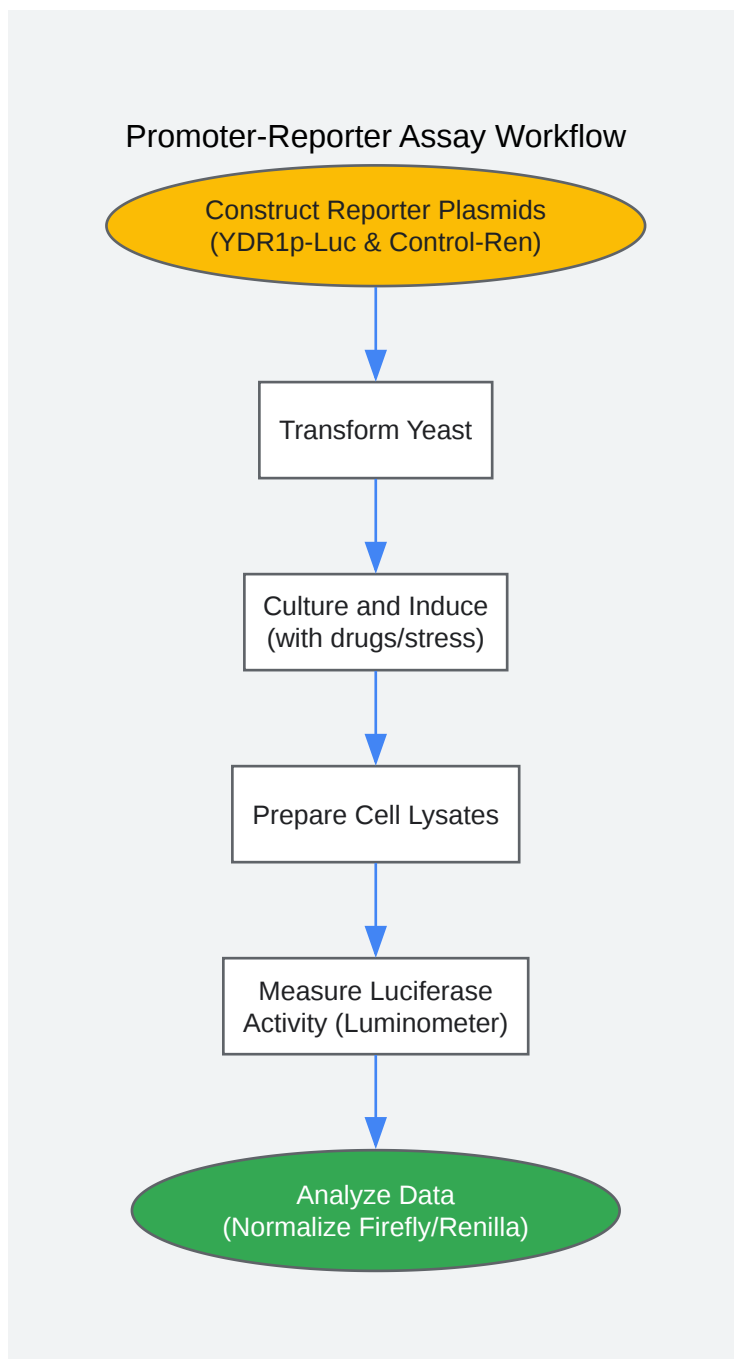 Promoter-Reporter Assay Workflow
Construct Reporter Plasmids
(YDR1p-Luc & Control-Ren)
Transform Yeast
Culture and Induce
(with drugs/stress)
Prepare Cell Lysates
Measure Luciferase
Activity (Luminometer)
Analyze Data
(Normalize Firefly/Renilla)